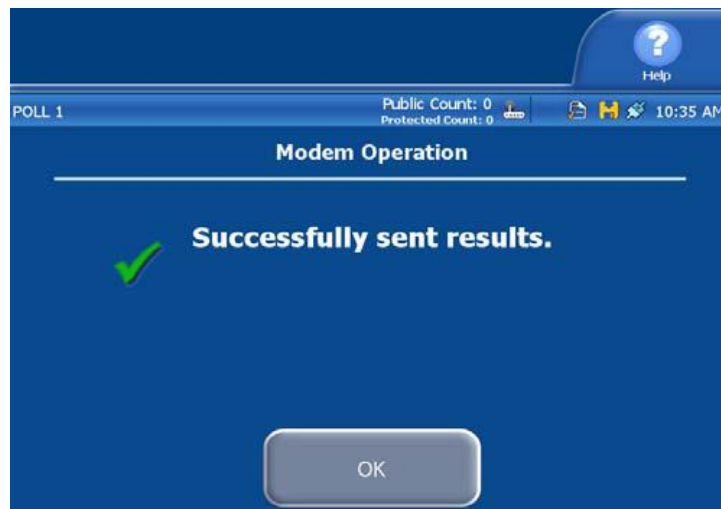 Help
POLL 1
Public Count: 0
Protected Count: 0
10:35 AM
Modem Operation
Successfully sent results.
OK